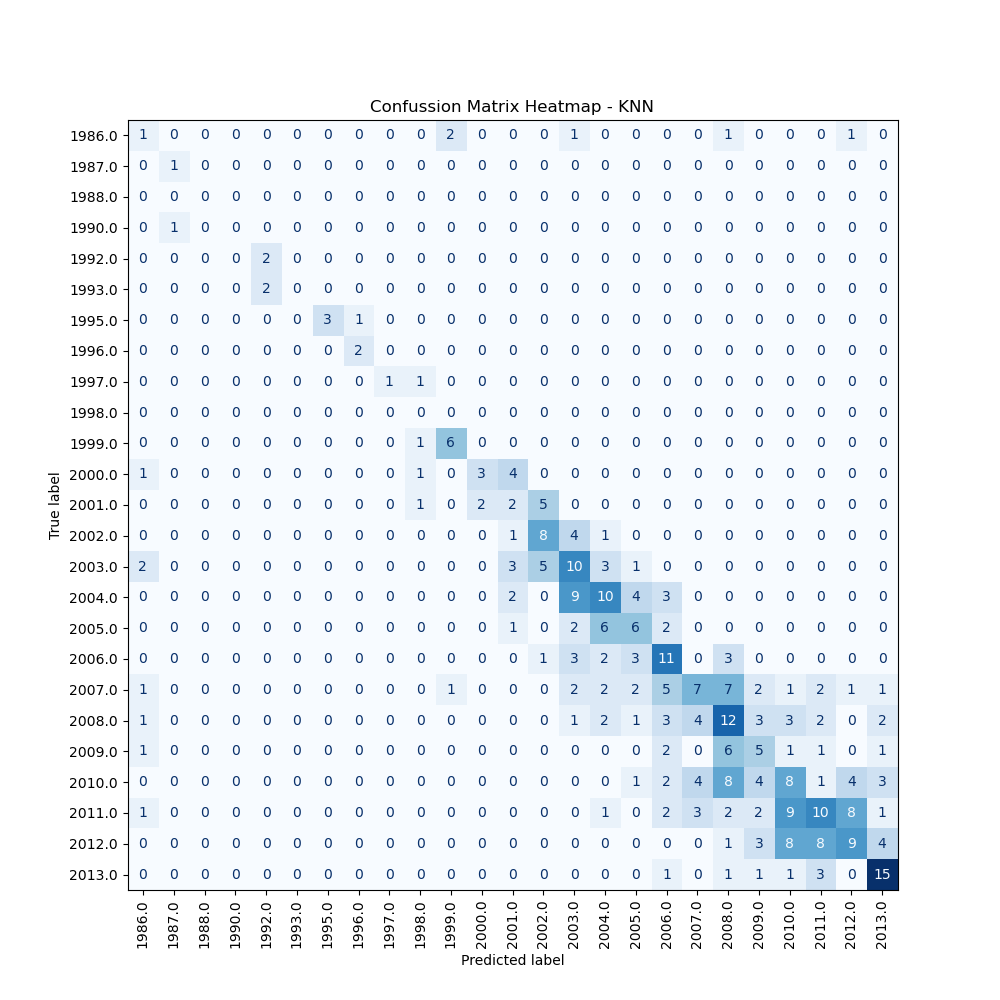 Confussion Matrix Heatmap - KNN
True label
1986.0 1 0 0 0 0 0 0 0 0 0 2 0 0 0 1 0 0 0 0 1 0 0 0 1 0
1987.0 0 1 0 0 0 0 0 0 0 0 0 0 0 0 0 0 0 0 0 0 0 0 0 0 0
1988.0 0 0 0 0 0 0 0 0 0 0 0 0 0 0 0 0 0 0 0 0 0 0 0 0 0
1990.0 0 1 0 0 0 0 0 0 0 0 0 0 0 0 0 0 0 0 0 0 0 0 0 0 0
1992.0 0 0 0 0 2 0 0 0 0 0 0 0 0 0 0 0 0 0 0 0 0 0 0 0 0
1993.0 0 0 0 0 2 0 0 0 0 0 0 0 0 0 0 0 0 0 0 0 0 0 0 0 0
1995.0 0 0 0 0 0 0 3 1 0 0 0 0 0 0 0 0 0 0 0 0 0 0 0 0 0
1996.0 0 0 0 0 0 0 0 2 0 0 0 0 0 0 0 0 0 0 0 0 0 0 0 0 0
1997.0 0 0 0 0 0 0 0 0 1 1 0 0 0 0 0 0 0 0 0 0 0 0 0 0 0
1998.0 0 0 0 0 0 0 0 0 0 0 0 0 0 0 0 0 0 0 0 0 0 0 0 0 0
1999.0 0 0 0 0 0 0 0 0 0 1 6 0 0 0 0 0 0 0 0 0 0 0 0 0 0
2000.0 1 0 0 0 0 0 0 0 0 1 0 3 4 0 0 0 0 0 0 0 0 0 0 0 0
2001.0 0 0 0 0 0 0 0 0 0 1 0 2 2 5 0 0 0 0 0 0 0 0 0 0 0
2002.0 0 0 0 0 0 0 0 0 0 0 0 0 1 8 4 1 0 0 0 0 0 0 0 0 0
2003.0 2 0 0 0 0 0 0 0 0 0 0 0 3 5 10 3 1 0 0 0 0 0 0 0 0
2004.0 0 0 0 0 0 0 0 0 0 0 0 0 2 0 9 10 4 3 0 0 0 0 0 0 0
2005.0 0 0 0 0 0 0 0 0 0 0 0 0 1 0 2 6 6 2 0 0 0 0 0 0 0
2006.0 0 0 0 0 0 0 0 0 0 0 0 0 0 1 3 2 3 11 0 3 0 0 0 0 0
2007.0 1 0 0 0 0 0 0 0 0 0 1 0 0 0 2 2 2 5 7 7 2 1 2 1 1
2008.0 1 0 0 0 0 0 0 0 0 0 0 0 0 0 1 2 1 3 4 12 3 3 2 0 2
2009.0 1 0 0 0 0 0 0 0 0 0 0 0 0 0 0 0 0 2 0 6 5 1 1 0 1
2010.0 0 0 0 0 0 0 0 0 0 0 0 0 0 0 0 0 1 2 4 8 4 8 1 4 3
2011.0 1 0 0 0 0 0 0 0 0 0 0 0 0 0 0 1 0 2 3 2 2 9 10 8 1
2012.0 0 0 0 0 0 0 0 0 0 0 0 0 0 0 0 0 0 0 0 1 3 8 8 9 4
2013.0 0 0 0 0 0 0 0 0 0 0 0 0 0 0 0 0 0 1 0 1 1 1 3 0 15
1986.0 1987.0 1988.0 1990.0 1992.0 1993.0 1995.0 1996.0 1997.0 1998.0 1999.0 2000.0 2001.0 2002.0 2003.0 2004.0 2005.0 2006.0 2007.0 2008.0 2009.0 2010.0 2011.0 2012.0 2013.0
Predicted label